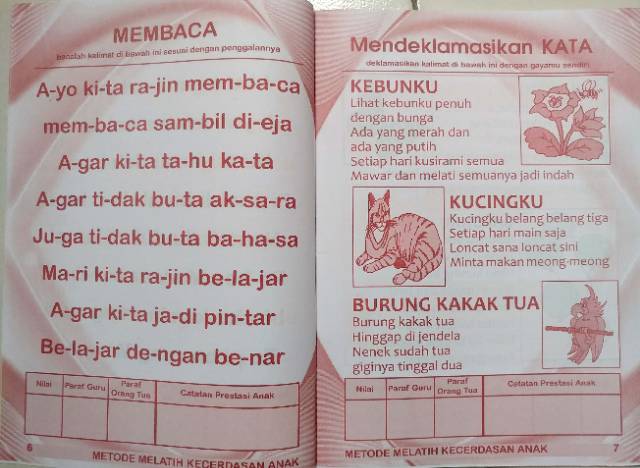 MEMBACA
bacalah kalimat di bawah ini sesuai dengan penggalannya
A-yo ki-ta ra-jin mem-ba-ca
mem-ba-ca sam-bil di-eja
A-gar ki-ta ta-hu ka-ta
A-gar ti-dak bu-ta ak-sa-ra
Ju-ga ti-dak bu-ta ba-ha-sa
Ma-ri ki-ta ra-jin be-la-jar
A-gar ki-ta ja-di pin-tar
Be-la-jar de-ngan be-nar
Nilai Paraf Guru Paraf Orang Tua Catatan Prestasi Anak
6
METODE MELATIH KECERDASAN ANAK
Mendeklamasikan KATA
deklamasikan kalimat di bawah ini dengan gayamu sendiri
KEBUNKU
Lihat kebunku penuh
dengan bunga
Ada yang merah dan
ada yang putih
Setiap hari kusirami semua
Mawar dan melati semuanya jadi indah
KUCINGKU
Kucingku belang belang tiga
Setiap hari main saja
Loncat sana loncat sini
Minta makan meong-meong
BURUNG KAKAK TUA
Burung kakak tua
Hinggap di jendela
Nenek sudah tua
giginya tinggal dua
Nilai Paraf Guru Paraf Orang Tua Catatan Prestasi Anak
METODE MELATIH KECERDASAN ANAK
7